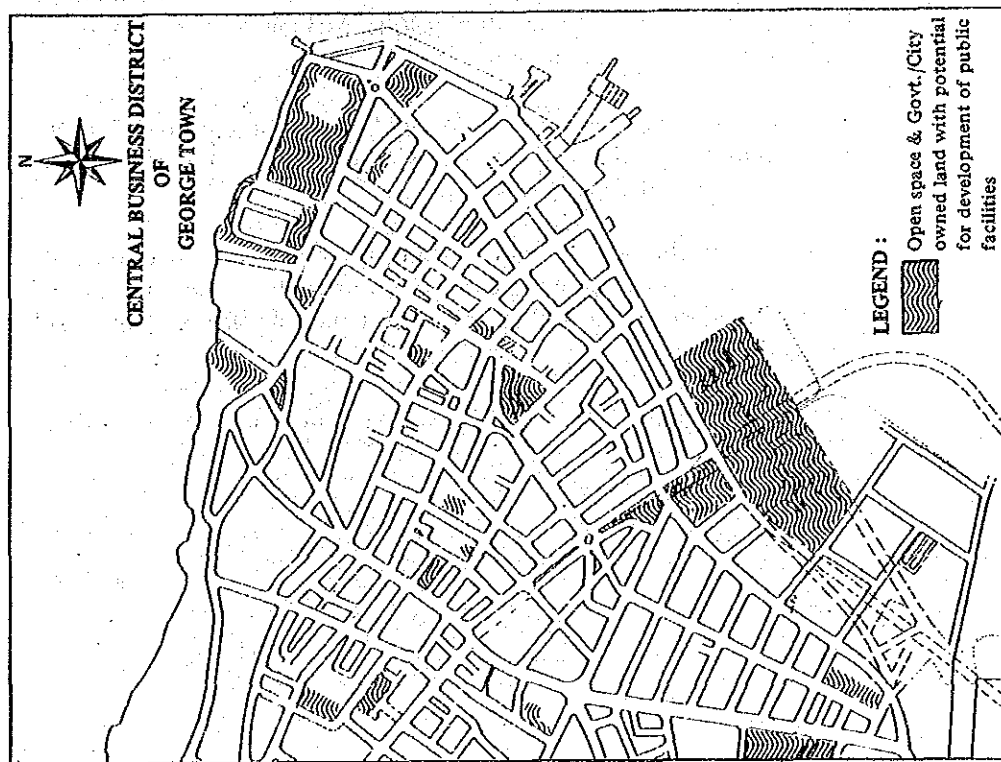 N
CENTRAL BUSINESS DISTRICT
OF
GEORGE TOWN
LEGEND :
Open space & Govt./City
owned land with potential
for development of public
facilities